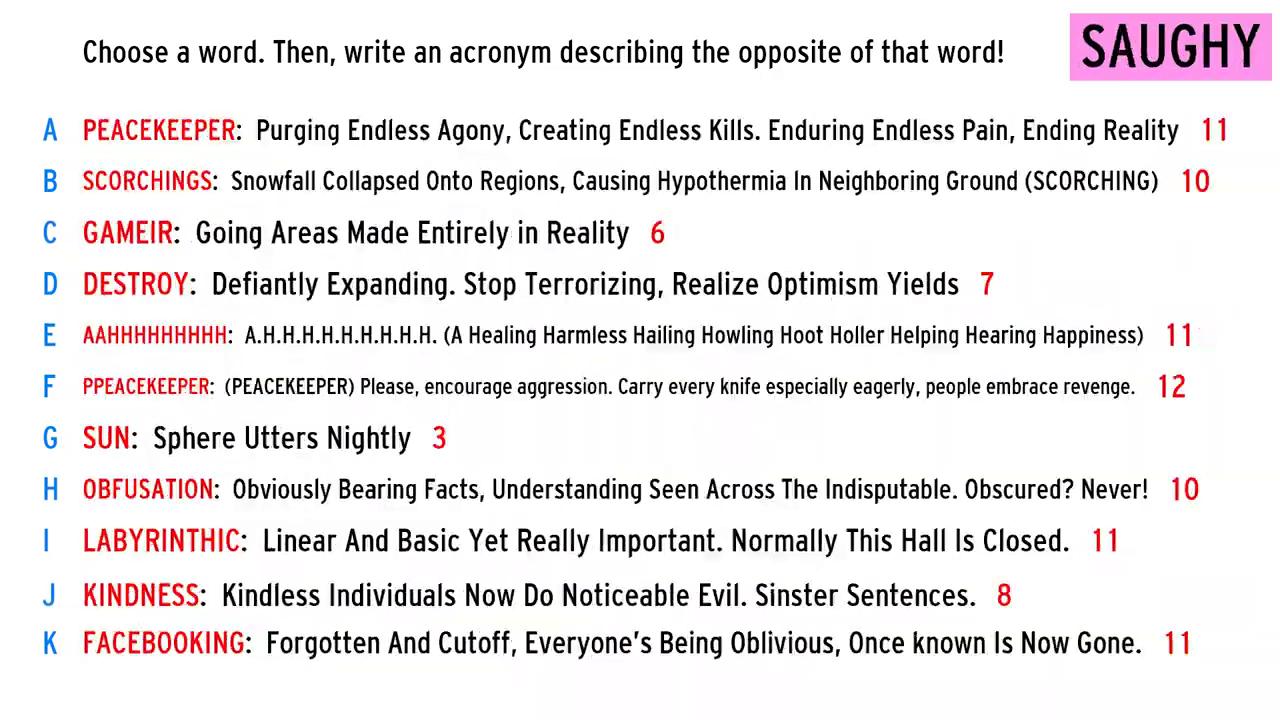 Choose a word. Then, write an acronym describing the opposite of that word!
SAUGHY
A PEACEKEEPER: Purging Endless Agony, Creating Endless Kills. Enduring Endless Pain, Ending Reality 11
B SCORCHINGS: Snowfall Collapsed Onto Regions, Causing Hypothermia In Neighboring Ground (SCORCHING) 10
C GAMEIR: Going Areas Made Entirely in Reality 6
D DESTROY: Defiantly Expanding. Stop Terrorizing, Realize Optimism Yields 7
E AAHHHHHHHHH: A.H.H.H.H.H.H.H.H.H. (A Healing Harmless Hailing Howling Hoot Holler Helping Hearing Happiness) 11
F PPEACEKEEPER: (PEACEKEEPER) Please, encourage aggression. Carry every knife especially eagerly, people embrace revenge. 12
G SUN: Sphere Utters Nightly 3
H OBFUSATION: Obviously Bearing Facts, Understanding Seen Across The Indisputable. Obscured? Never! 10
I LABYRINTHIC: Linear And Basic Yet Really Important. Normally This Hall Is Closed. 11
J KINDNESS: Kindless Individuals Now Do Noticeable Evil. Sinster Sentences. 8
K FACEBOOKING: Forgotten And Cutoff, Everyone's Being Oblivious, Once known Is Now Gone. 11